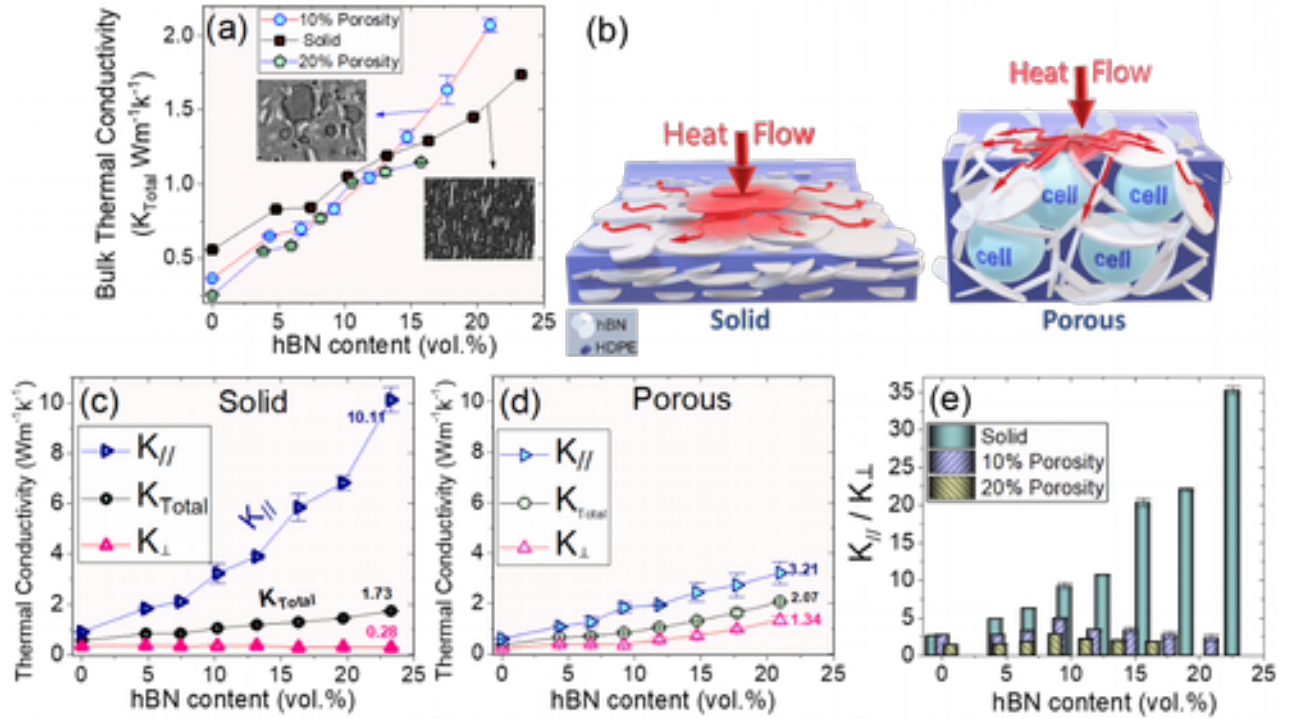 (a)
10% Porosity
Solid
20% Porosity
Bulk Thermal Conductivity
(K_Total Wm⁻¹k⁻¹)
2.0
1.5
1.0
0.5
0 5 10 15 20 25
hBN content (vol.%)
(b)
Heat Flow
Solid
hBN
HDPE
Heat Flow
cell
cell
cell
cell
Porous
(c)
Solid
K//
K_Total
K⊥
Thermal Conductivity (Wm⁻¹k⁻¹)
10
8
6
4
2
0
10.11
K//
K_Total
1.73
0.28
0 5 10 15 20 25
hBN content (vol.%)
(d)
Porous
K//
K_Total
K⊥
Thermal Conductivity (Wm⁻¹k⁻¹)
10
8
6
4
2
0
3.21
2.07
1.34
0 5 10 15 20 25
hBN content (vol.%)
(e)
Solid
10% Porosity
20% Porosity
K// / K⊥
35
30
25
20
15
10
5
0
0 5 10 15 20 25
hBN content (vol.%)